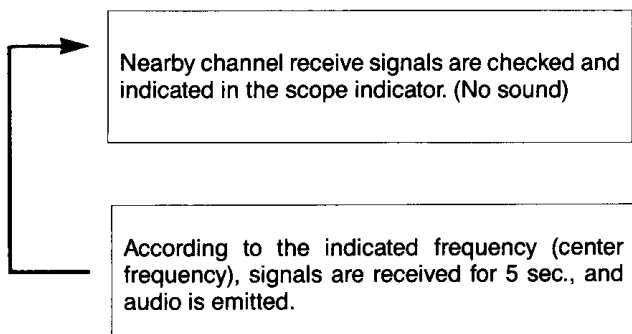 Nearby channel receive signals are checked and
indicated in the scope indicator. (No sound)
According to the indicated frequency (center
frequency), signals are received for 5 sec., and
audio is emitted.